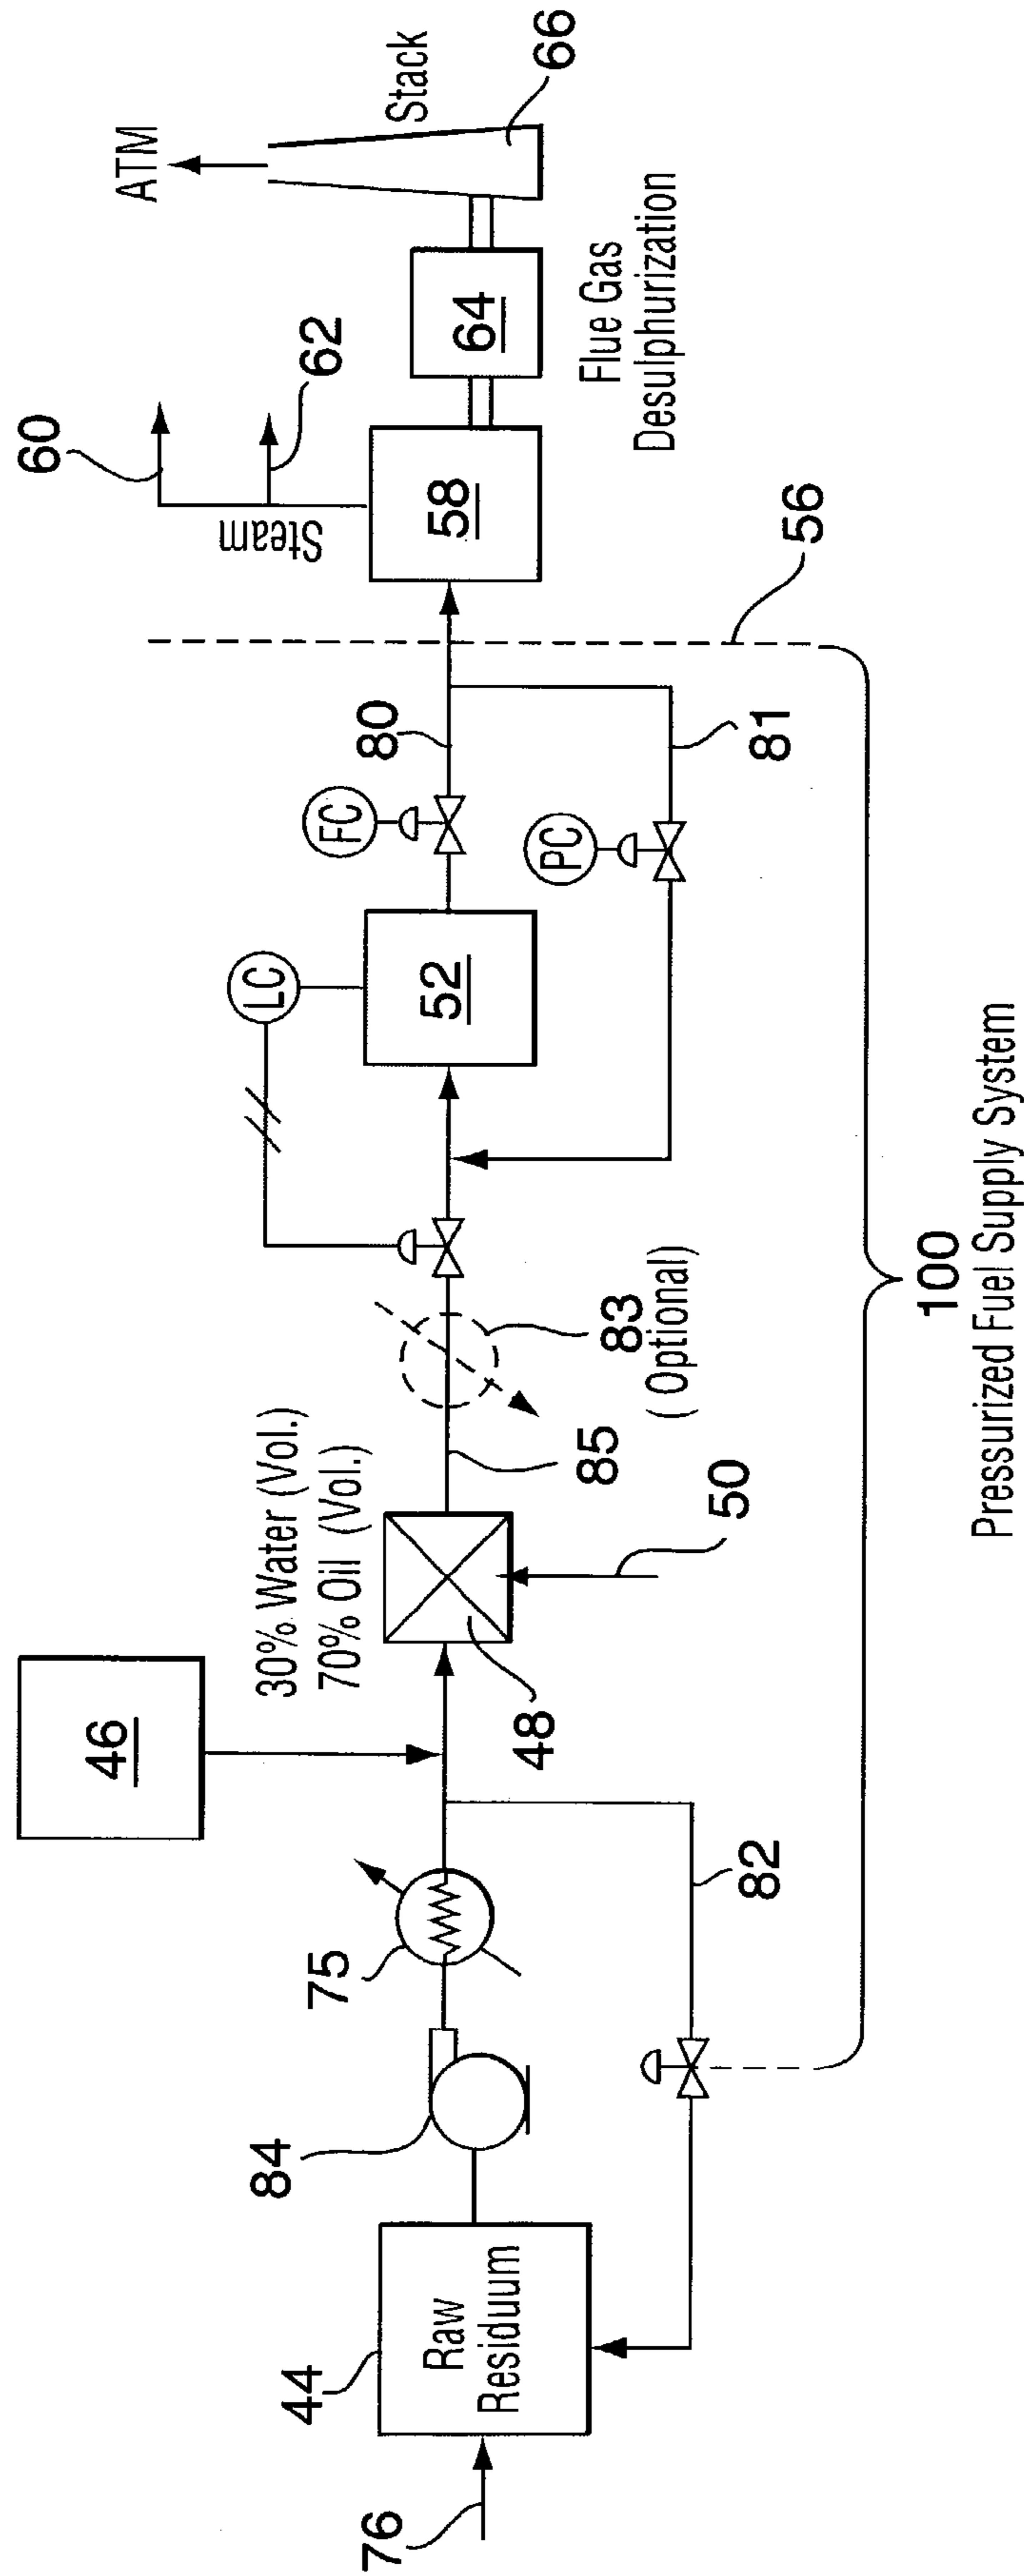 ATM
Stack
66
60
62
Steam
64
58
Flue Gas
Desulphurization
56
80
81
FC
PC
LC
52
100
Pressurized Fuel Supply System
83
( Optional)
85
30% Water (Vol.)
70% Oil (Vol.)
50
48
46
75
82
84
Raw
Residuum
44
76